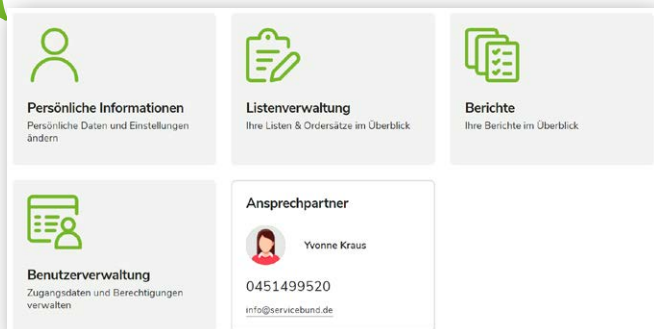 Persönliche Informationen
Persönliche Daten und Einstellungen
ändern
Listenverwaltung
Ihre Listen & Ordersätze im Überblick
Berichte
Ihre Berichte im Überblick
Benutzerverwaltung
Zugangsdaten und Berechtigungen
verwalten
Ansprechpartner
Yvonne Kraus
0451499520
info@servicebund.de